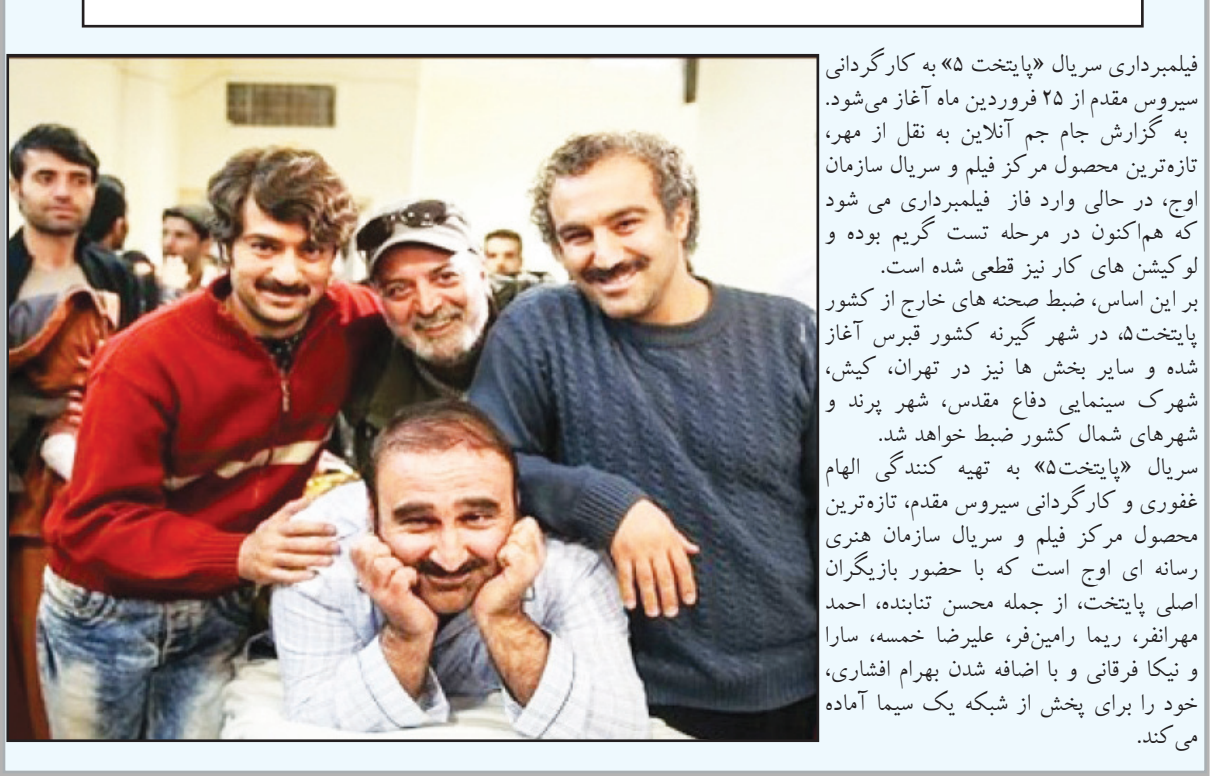 فیلمبرداری سریال «پایتخت ۵» به کارگردانی
سیروس مقدم از ۲۵ فروردین ماه آغاز می‌شود.
به گزارش جام جم آنلاین به نقل از مهر،
تازه‌ترین محصول مرکز فیلم و سریال سازمان
اوج، در حالی وارد فاز فیلمبرداری می شود
که هم‌اکنون در مرحله تست گریم بوده و
لوکیشن های کار نیز قطعی شده است.
بر این اساس، ضبط صحنه های خارج از کشور
پایتخت۵، در شهر گیرنه کشور قبرس آغاز
شده و سایر بخش ها نیز در تهران، کیش،
شهرک سینمایی دفاع مقدس، شهر پرند و
شهرهای شمال کشور ضبط خواهد شد.
سریال «پایتخت۵» به تهیه کنندگی الهام
غفوری و کارگردانی سیروس مقدم، تازه‌ترین
محصول مرکز فیلم و سریال سازمان هنری
رسانه ای اوج است که با حضور بازیگران
اصلی پایتخت، از جمله محسن تنابنده، احمد
مهرانفر، ریما رامین‌فر، علیرضا خمسه، سارا
و نیکا فرقانی و با اضافه شدن بهرام افشاری،
خود را برای پخش از شبکه یک سیما آماده
می‌کند.